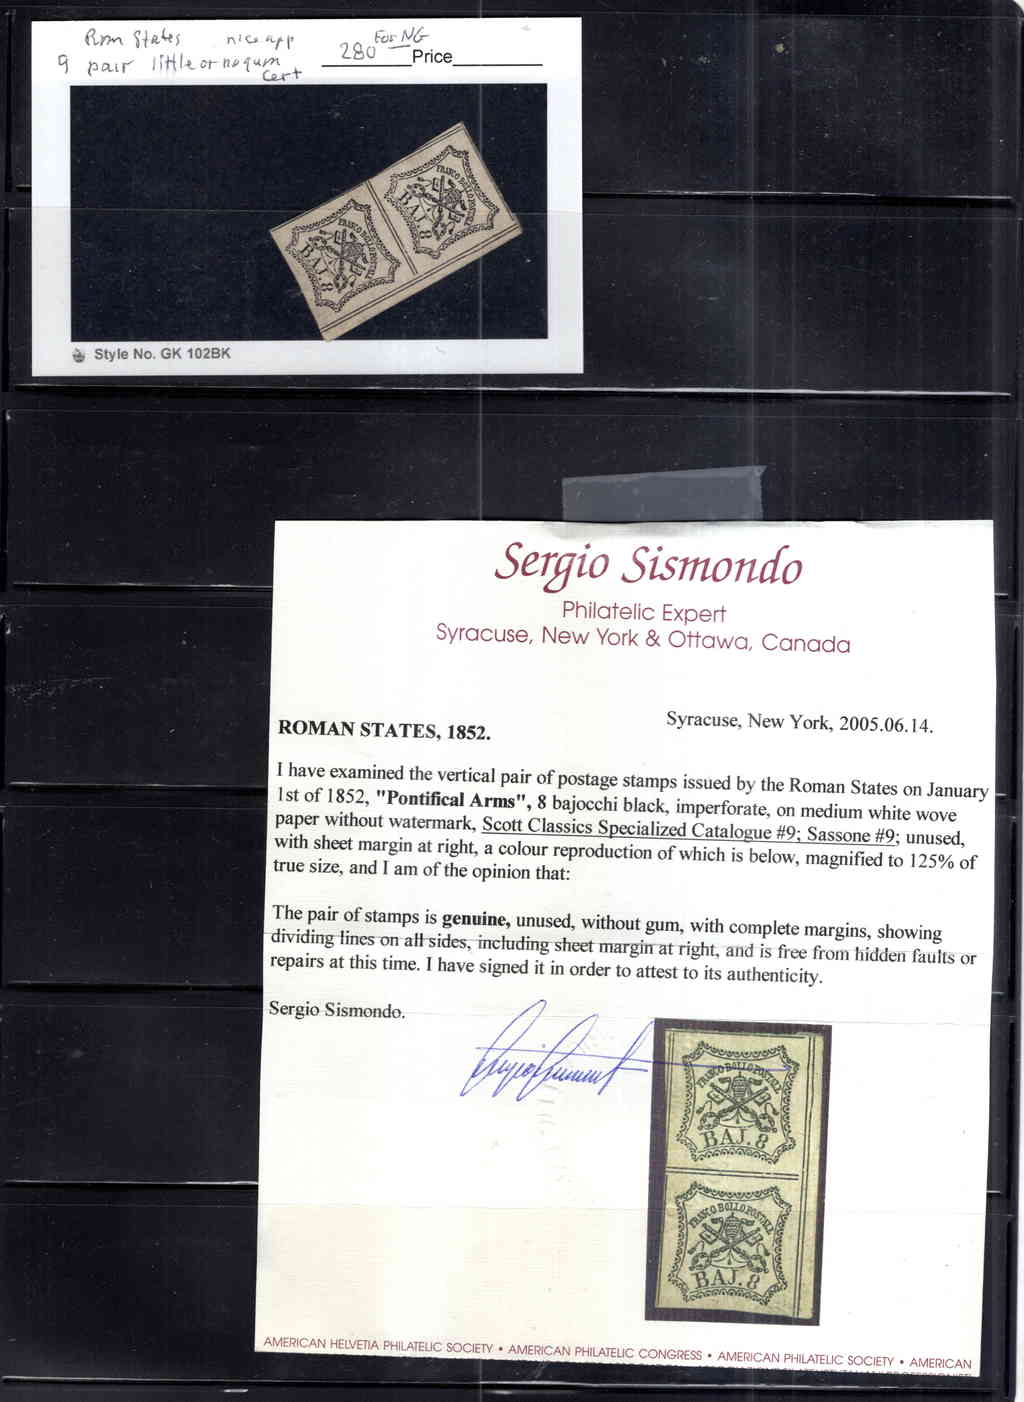 Rom States nice app
9 pair little or no gum
Cert
280
For NG
Price
FRANCO BOLLO POSTALE
BAJ. 8
FRANCO BOLLO POSTALE
BAJ. 8
Style No. GK 102BK
Sergio Sismondo
Philatelic Expert
Syracuse, New York & Ottawa, Canada
Syracuse, New York, 2005.06.14.
ROMAN STATES, 1852.
I have examined the vertical pair of postage stamps issued by the Roman States on January
1st of 1852, "Pontifical Arms", 8 bajocchi black, imperforate, on medium white wove
paper without watermark, Scott Classics Specialized Catalogue #9; Sassone #9; unused,
with sheet margin at right, a colour reproduction of which is below, magnified to 125% of
true size, and I am of the opinion that:
The pair of stamps is genuine, unused, without gum, with complete margins, showing
dividing lines on all sides, including sheet margin at right, and is free from hidden faults or
repairs at this time. I have signed it in order to attest to its authenticity.
Sergio Sismondo.
FRANCO BOLLO POSTALE
BAJ. 8
FRANCO BOLLO POSTALE
BAJ. 8
AMERICAN HELVETIA PHILATELIC SOCIETY • AMERICAN PHILATELIC CONGRESS • AMERICAN PHILATELIC SOCIETY • AMERICAN